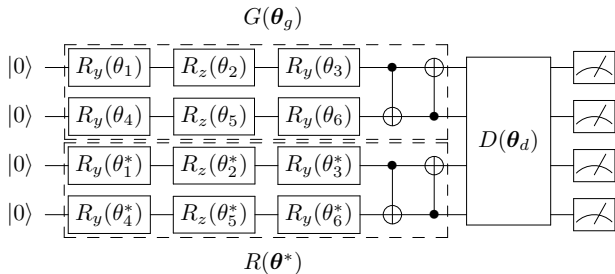 G(𝜽_g)
|0⟩ R_y(θ_1) R_z(θ_2) R_y(θ_3)
|0⟩ R_y(θ_4) R_z(θ_5) R_y(θ_6)
D(𝜽_d)
|0⟩ R_y(θ_1^*) R_z(θ_2^*) R_y(θ_3^*)
|0⟩ R_y(θ_4^*) R_z(θ_5^*) R_y(θ_6^*)
R(𝜽^*)